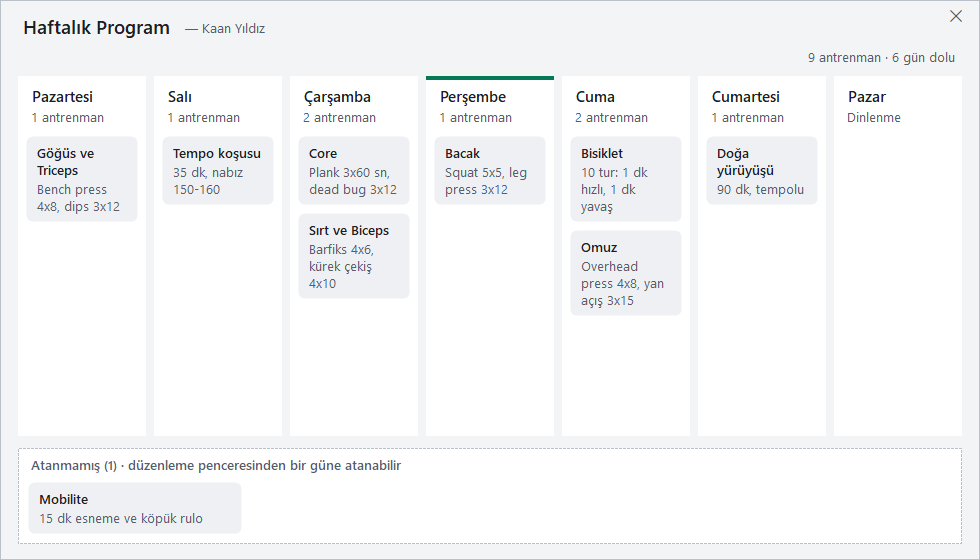 Haftalık Program — Kaan Yıldız
9 antrenman · 6 gün dolu
Pazartesi
1 antrenman
Göğüs ve
Triceps
Bench press
4x8, dips 3x12
Salı
1 antrenman
Tempo koşusu
35 dk, nabız
150-160
Çarşamba
2 antrenman
Core
Plank 3x60 sn,
dead bug 3x12
Sırt ve Biceps
Barfiks 4x6,
kürek çekiş
4x10
Perşembe
1 antrenman
Bacak
Squat 5x5, leg
press 3x12
Cuma
2 antrenman
Bisiklet
10 tur: 1 dk
hızlı, 1 dk
yavaş
Omuz
Overhead
press 4x8, yan
açış 3x15
Cumartesi
1 antrenman
Doğa
yürüyüşü
90 dk, tempolu
Pazar
Dinlenme
Atanmamış (1) · düzenleme penceresinden bir güne atanabilir
Mobilite
15 dk esneme ve köpük rulo